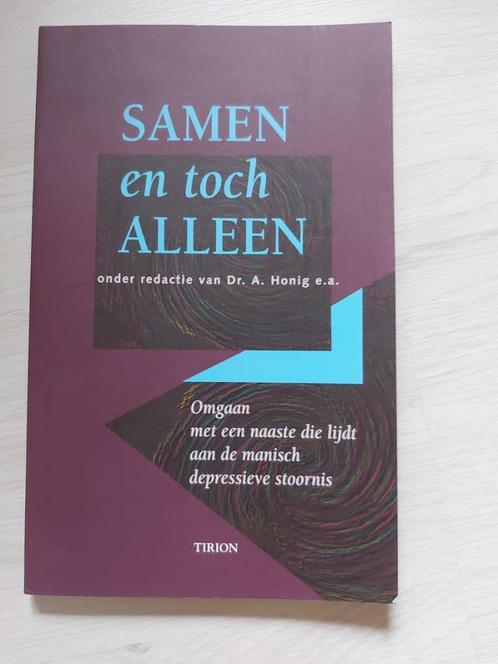 SAMEN
en toch
ALLEEN
onder redactie van Dr. A. Honig e.a.
Omgaan
met een naaste die lijdt
aan de manisch
depressieve stoornis
TIRION